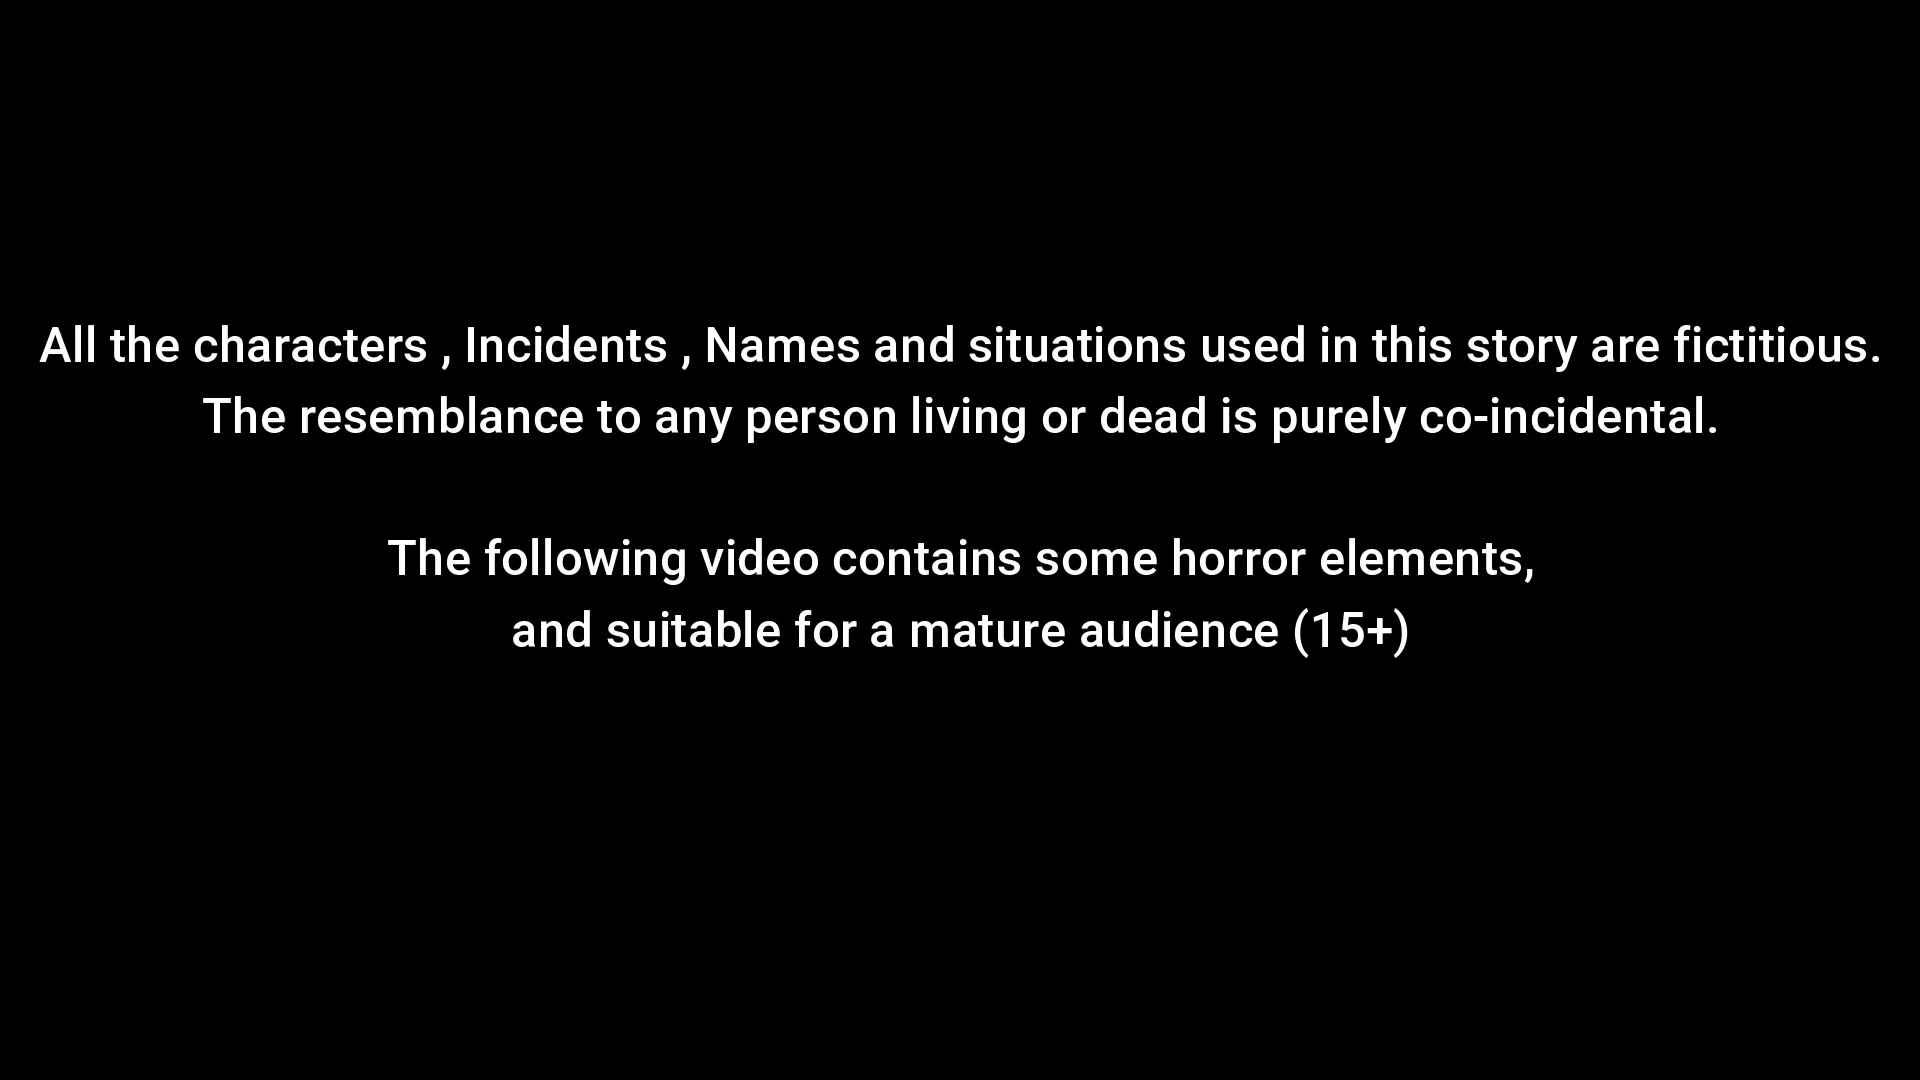 All the characters , Incidents , Names and situations used in this story are fictitious.
The resemblance to any person living or dead is purely co-incidental.
The following video contains some horror elements,
and suitable for a mature audience (15+)